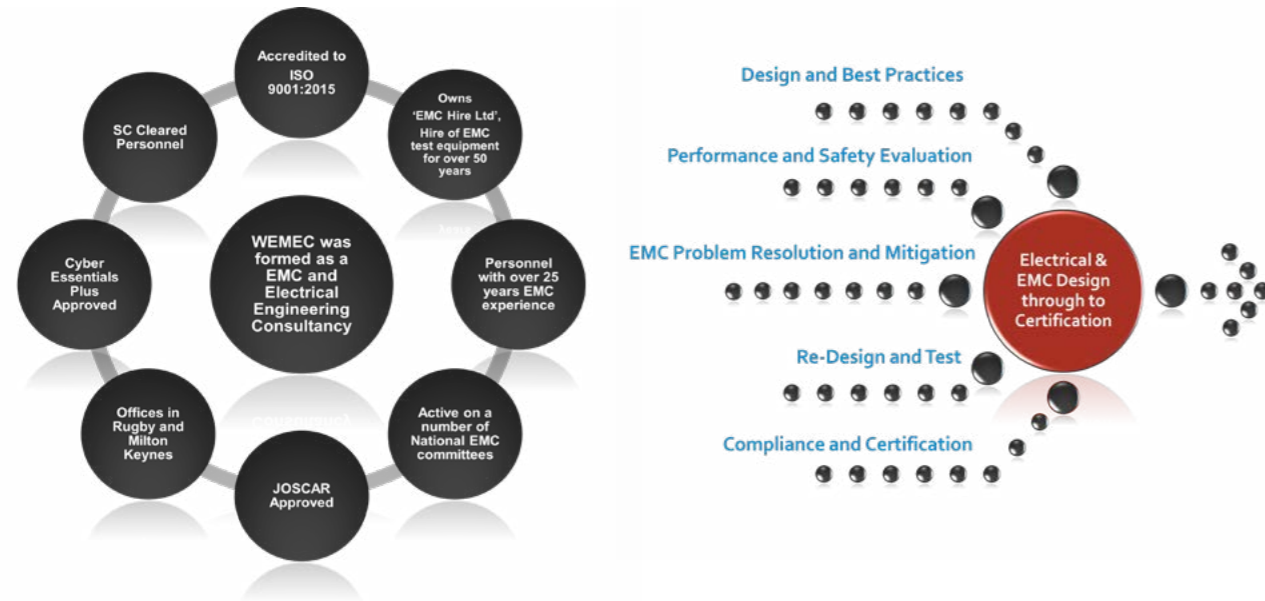 Accredited to
ISO
9001:2015
Owns
‘EMC Hire Ltd’,
Hire of EMC
test equipment
for over 50
years
Personnel
with over 25
years EMC
experience
Active on a
number of
National EMC
committees
JOSCAR
Approved
Offices in
Rugby and
Milton
Keynes
Cyber
Essentials
Plus
Approved
SC Cleared
Personnel
WEMEC was
formed as a
EMC and
Electrical
Engineering
Consultancy
Design and Best Practices
Performance and Safety Evaluation
EMC Problem Resolution and Mitigation
Re-Design and Test
Compliance and Certification
Electrical &
EMC Design
through to
Certification